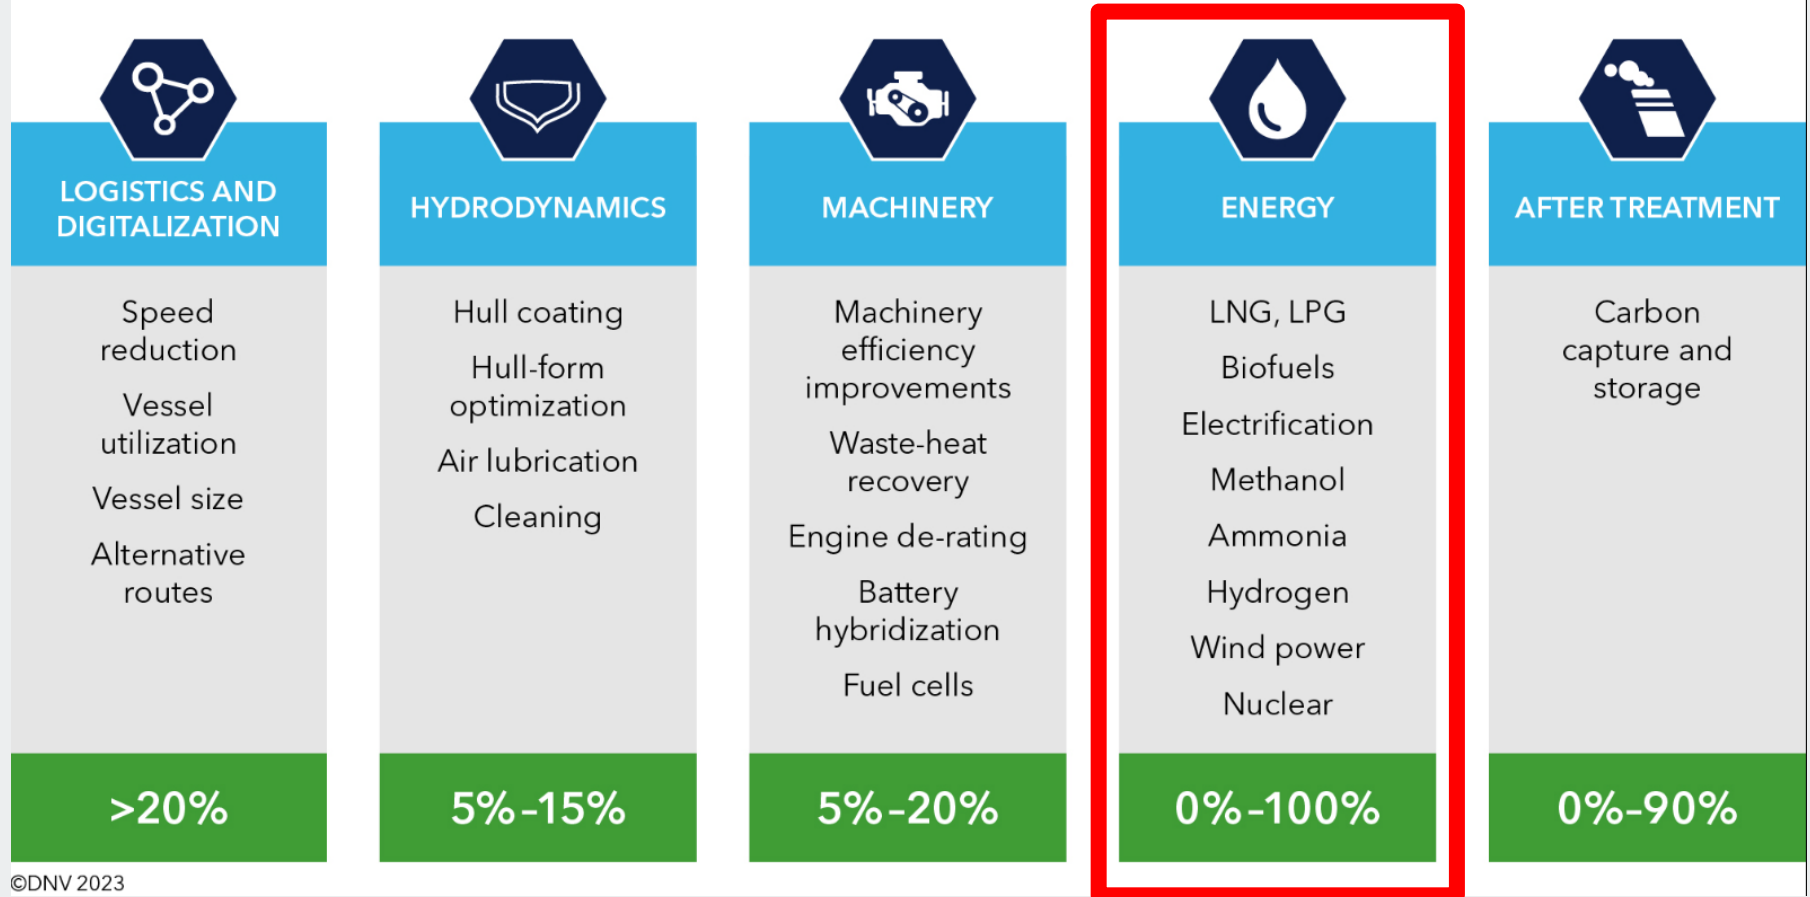 LOGISTICS AND
DIGITALIZATION
Speed
reduction
Vessel
utilization
Vessel size
Alternative
routes
>20%
HYDRODYNAMICS
Hull coating
Hull-form
optimization
Air lubrication
Cleaning
5%–15%
MACHINERY
Machinery
efficiency
improvements
Waste-heat
recovery
Engine de-rating
Battery
hybridization
Fuel cells
5%–20%
ENERGY
LNG, LPG
Biofuels
Electrification
Methanol
Ammonia
Hydrogen
Wind power
Nuclear
0%–100%
AFTER TREATMENT
Carbon
capture and
storage
0%–90%
©DNV 2023